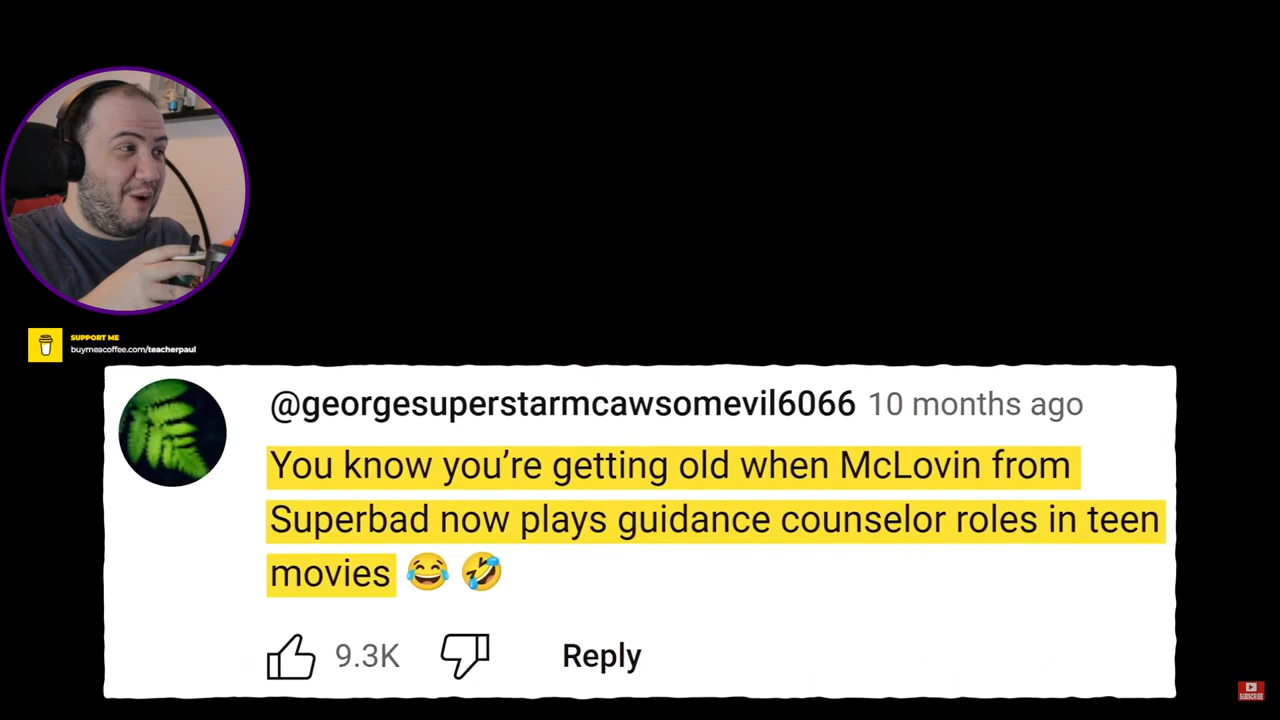 SUPPORT ME
buymeacoffee.com/teacherpaul
@georgesuperstarmcawsomevil6066 10 months ago
You know you’re getting old when McLovin from
Superbad now plays guidance counselor roles in teen
movies 😂 🤣
9.3K Reply
SUBSCRIBE